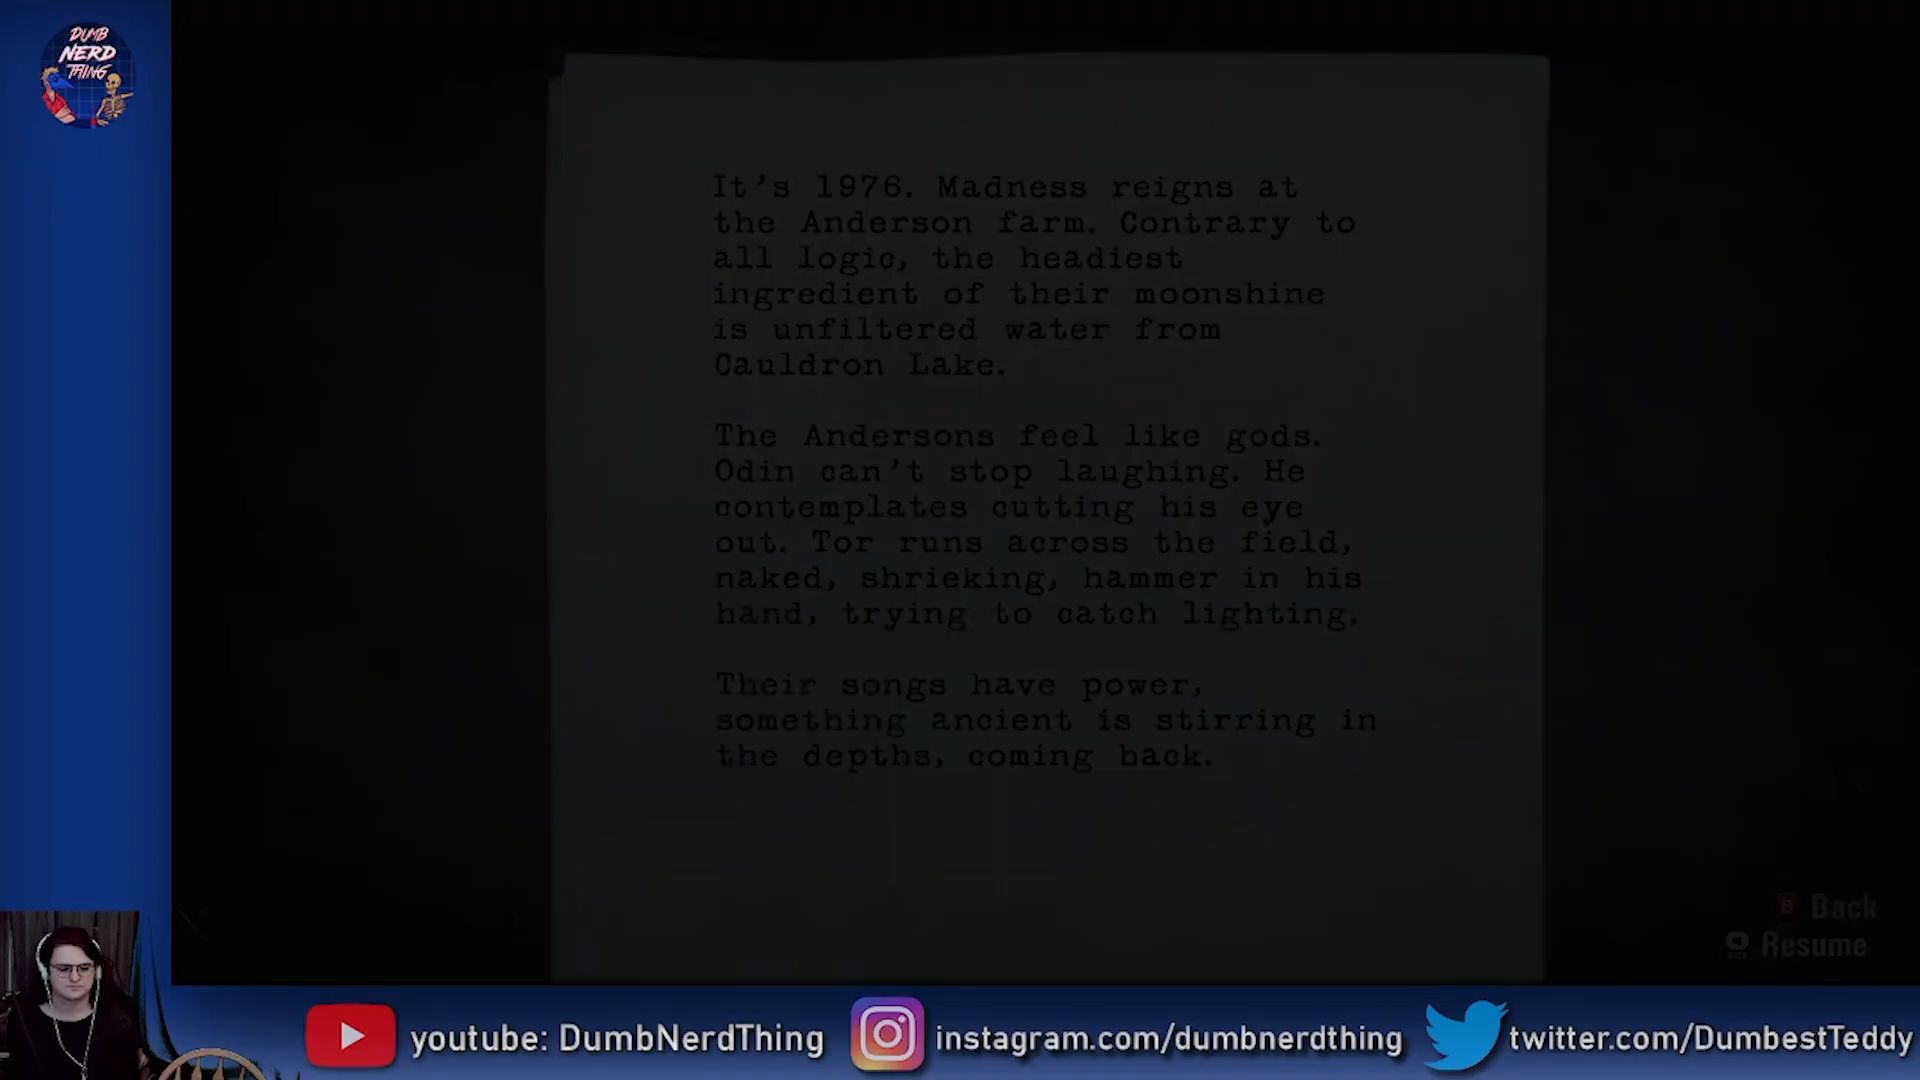 DUMB
NERD
THING
It's 1976. Madness reigns at
the Anderson farm. Contrary to
all logic, the headiest
ingredient of their moonshine
is unfiltered water from
Cauldron Lake.
The Andersons feel like gods.
Odin can't stop laughing. He
contemplates cutting his eye
out. Tor runs across the field,
naked, shrieking, hammer in his
hand, trying to catch lighting.
Their songs have power,
something ancient is stirring in
the depths, coming back.
B Back
Resume
youtube: DumbNerdThing
instagram.com/dumbnerdthing
twitter.com/DumbestTeddy